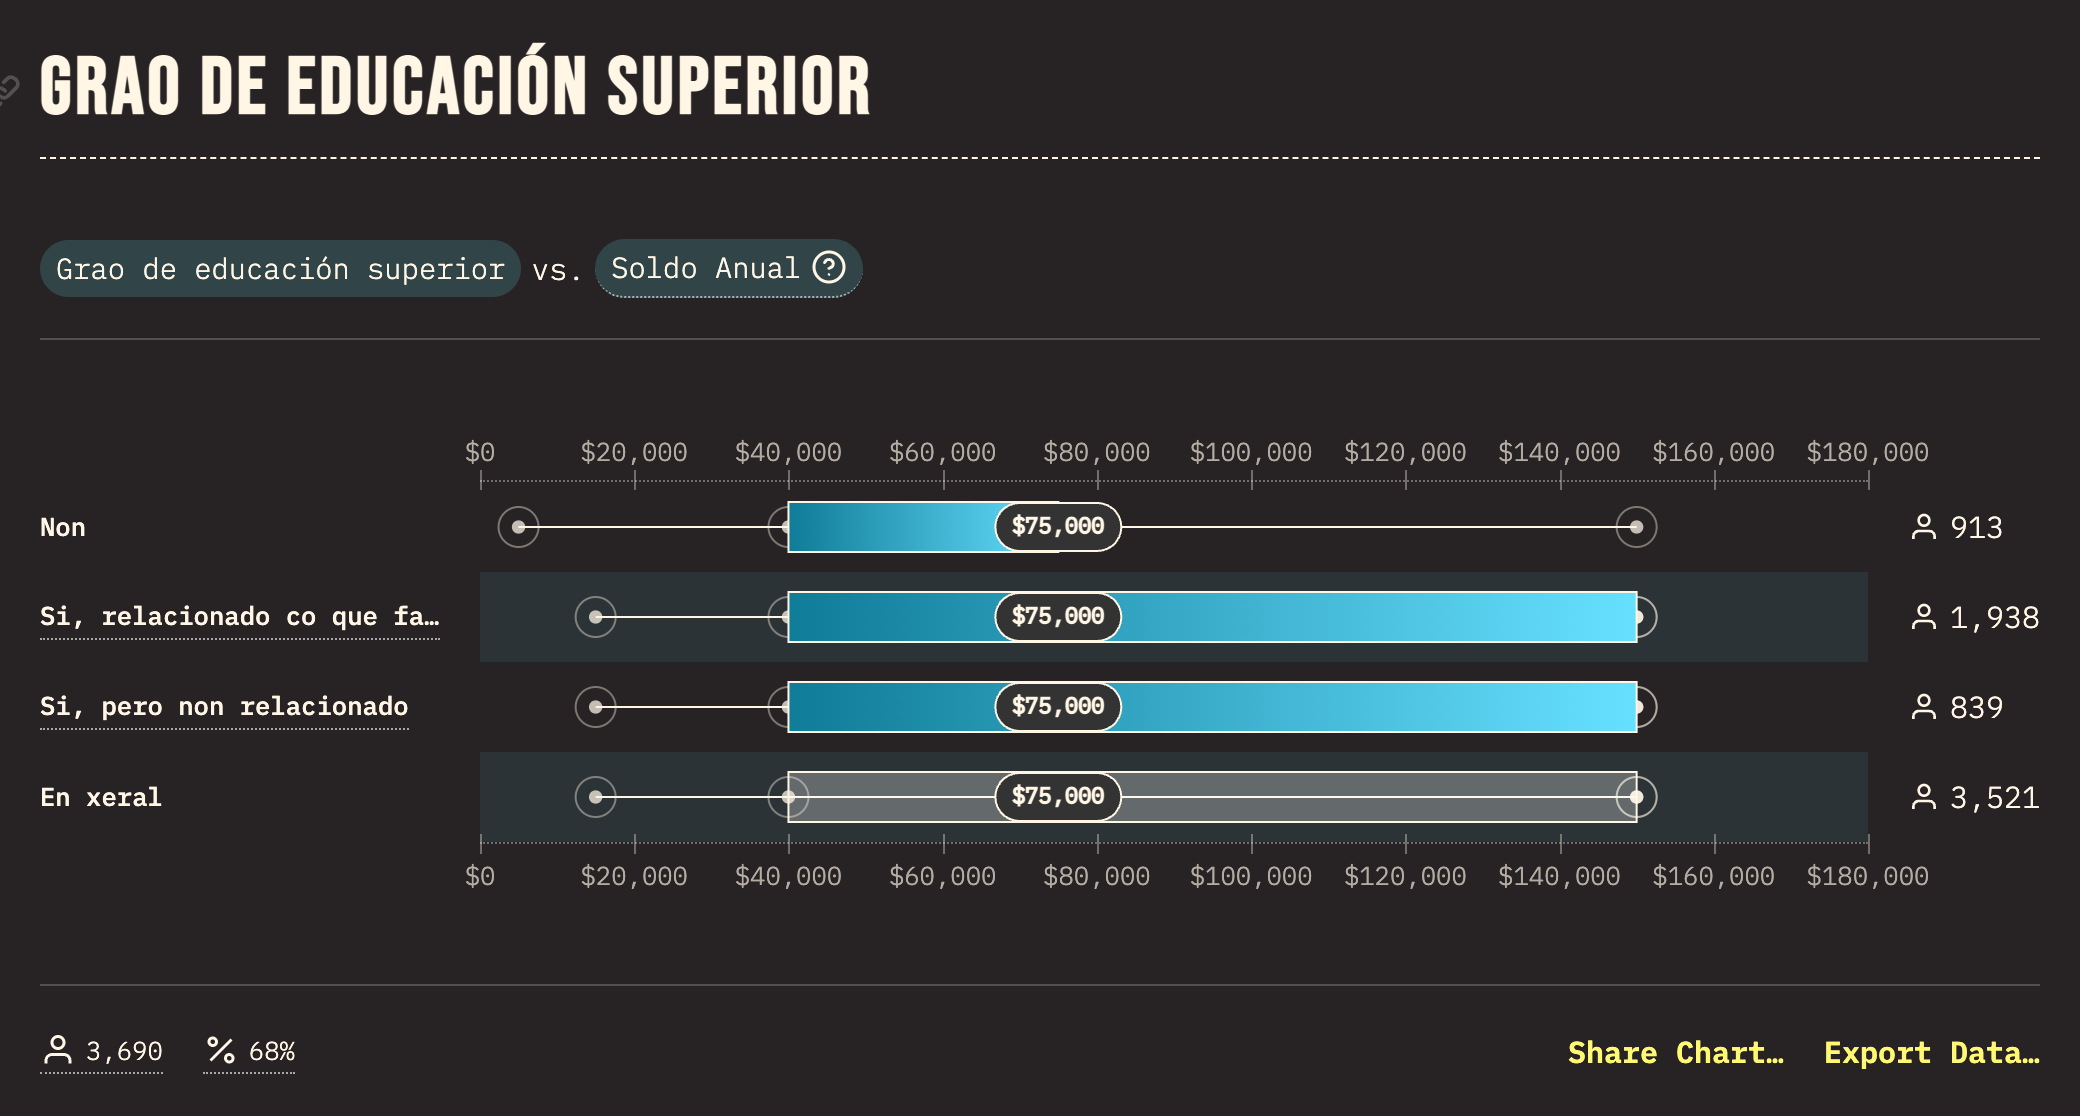 GRAO DE EDUCACIÓN SUPERIOR
Grao de educación superior vs. Soldo Anual ?
$0 $20,000 $40,000 $60,000 $80,000 $100,000 $120,000 $140,000 $160,000 $180,000
Non $75,000 913
Si, relacionado co que fa… $75,000 1,938
Si, pero non relacionado $75,000 839
En xeral $75,000 3,521
$0 $20,000 $40,000 $60,000 $80,000 $100,000 $120,000 $140,000 $160,000 $180,000
3,690 % 68% Share Chart… Export Data…